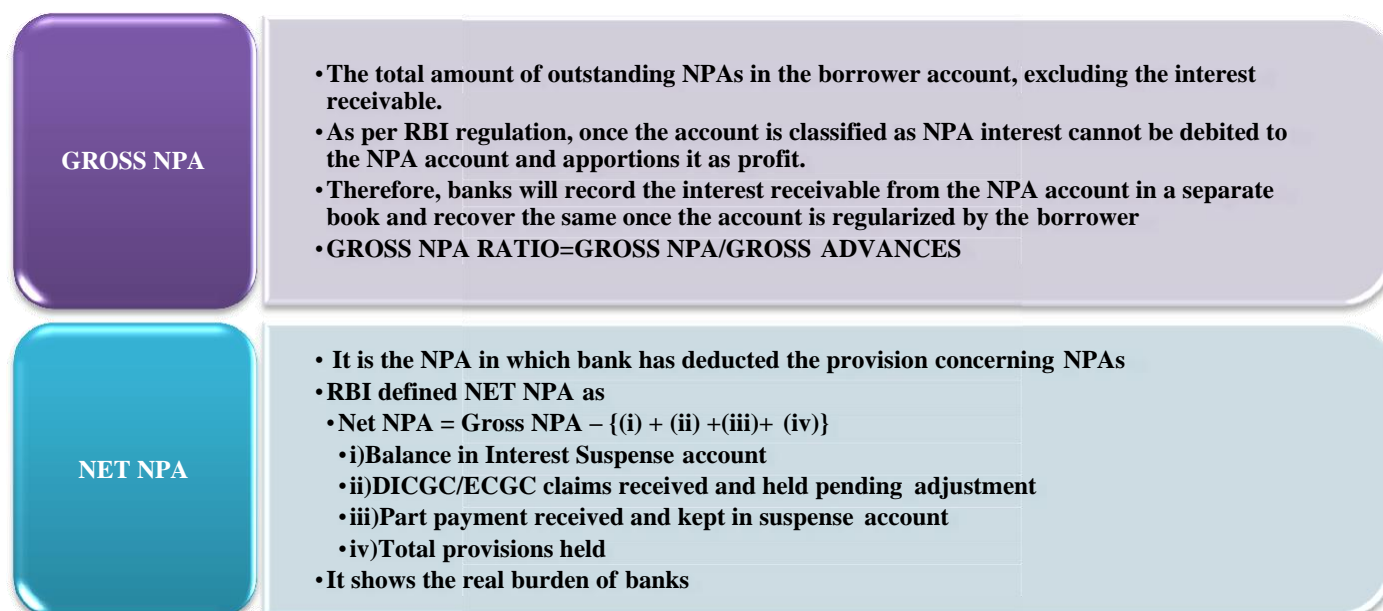 GROSS NPA
•The total amount of outstanding NPAs in the borrower account, excluding the interest
receivable.
•As per RBI regulation, once the account is classified as NPA interest cannot be debited to
the NPA account and apportions it as profit.
•Therefore, banks will record the interest receivable from the NPA account in a separate
book and recover the same once the account is regularized by the borrower
•GROSS NPA RATIO=GROSS NPA/GROSS ADVANCES
NET NPA
• It is the NPA in which bank has deducted the provision concerning NPAs
•RBI defined NET NPA as
•Net NPA = Gross NPA – {(i) + (ii) +(iii)+ (iv)}
•i)Balance in Interest Suspense account
•ii)DICGC/ECGC claims received and held pending adjustment
•iii)Part payment received and kept in suspense account
•iv)Total provisions held
•It shows the real burden of banks